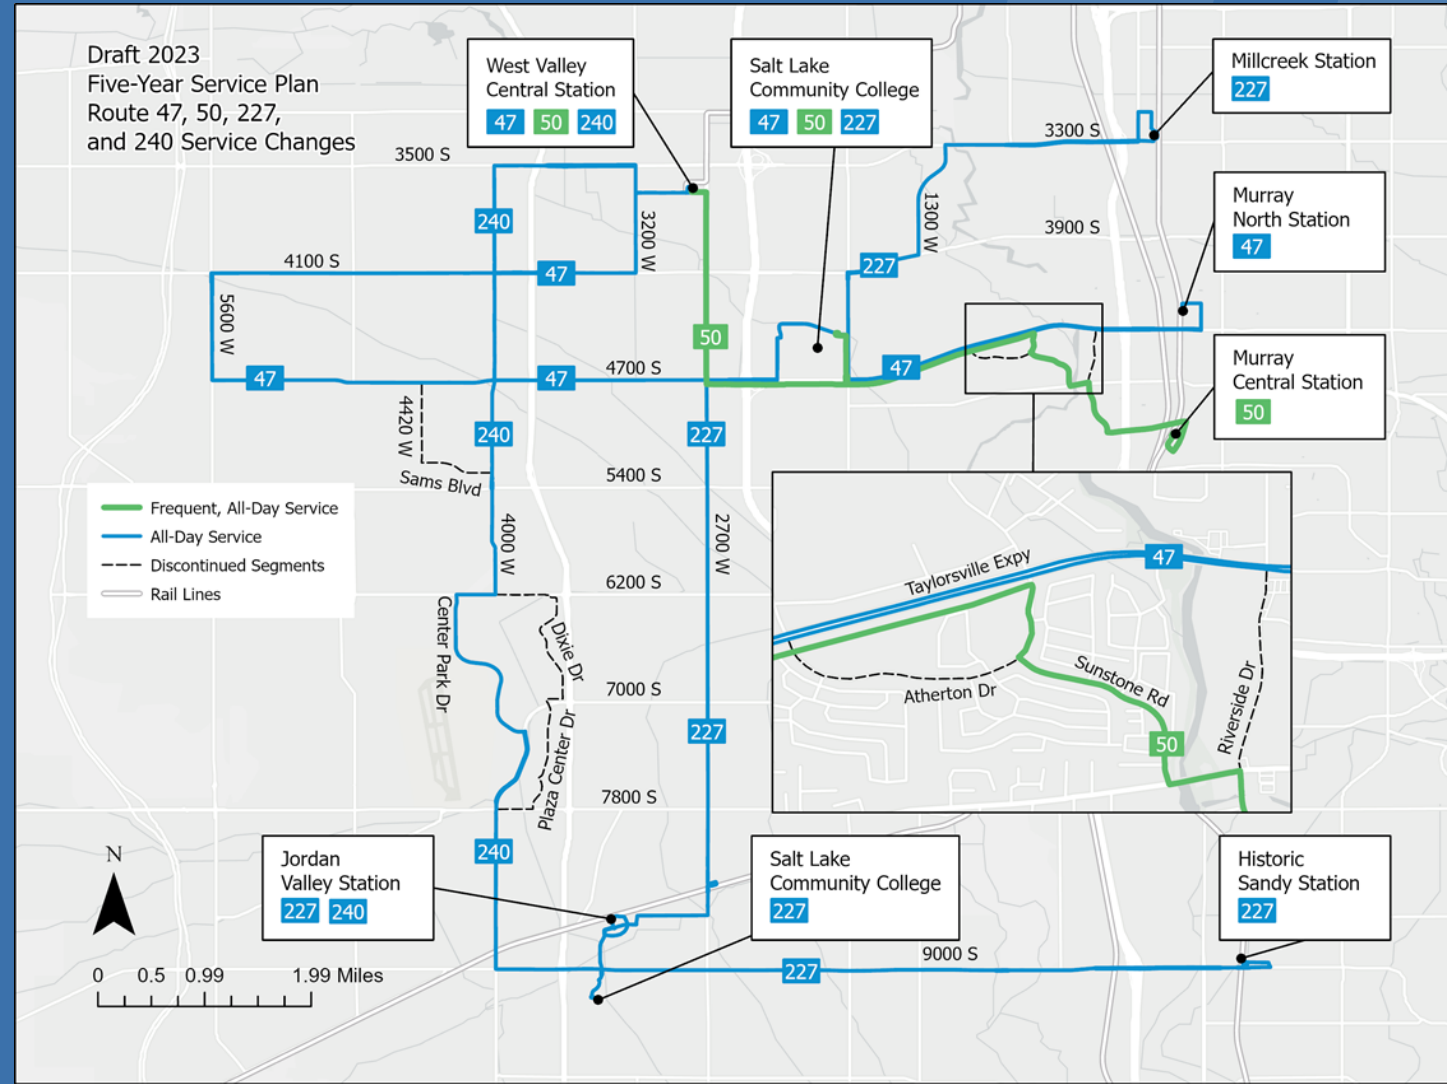 Draft 2023
Five-Year Service Plan
Route 47, 50, 227,
and 240 Service Changes
West Valley
Central Station
47 50 240
Salt Lake
Community College
47 50 227
Millcreek Station
227
Murray
North Station
47
Murray
Central Station
50
3500 S
3300 S
240
3200 W
1300 W
3900 S
4100 S
47
227
5600 W
50
47
47
4700 S
47
4420 W
240
227
Sams Blvd
5400 S
Frequent, All-Day Service
All-Day Service
Discontinued Segments
Rail Lines
4000 W
2700 W
6200 S
Center Park Dr
Dixie Dr
7000 S
Plaza Center Dr
227
7800 S
Taylorsville Expy
47
Atherton Dr
Sunstone Rd
Riverside Dr
50
240
Jordan
Valley Station
227 240
Salt Lake
Community College
227
Historic
Sandy Station
227
9000 S
227
N
0 0.5 0.99 1.99 Miles